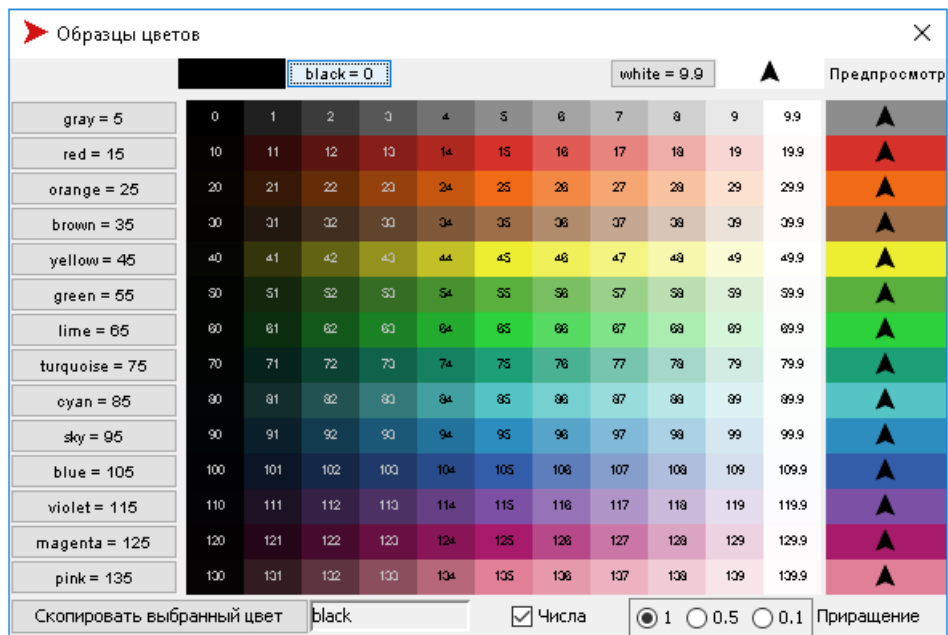 Образцы цветов
black = 0 white = 9.9 Предпросмотр
gray = 5 0 1 2 3 4 5 6 7 8 9 9.9
red = 15 10 11 12 13 14 15 16 17 18 19 19.9
orange = 25 20 21 22 23 24 25 26 27 28 29 29.9
brown = 35 30 31 32 33 34 35 36 37 38 39 39.9
yellow = 45 40 41 42 43 44 45 46 47 48 49 49.9
green = 55 50 51 52 53 54 55 56 57 58 59 59.9
lime = 65 60 61 62 63 64 65 66 67 68 69 69.9
turquoise = 75 70 71 72 73 74 75 76 77 78 79 79.9
cyan = 85 80 81 82 83 84 85 86 87 88 89 89.9
sky = 95 90 91 92 93 94 95 96 97 98 99 99.9
blue = 105 100 101 102 103 104 105 106 107 108 109 109.9
violet = 115 110 111 112 113 114 115 116 117 118 119 119.9
magenta = 125 120 121 122 123 124 125 126 127 128 129 129.9
pink = 135 130 131 132 133 134 135 136 137 138 139 139.9
Скопировать выбранный цвет black Числа 1 0.5 0.1 Приращение